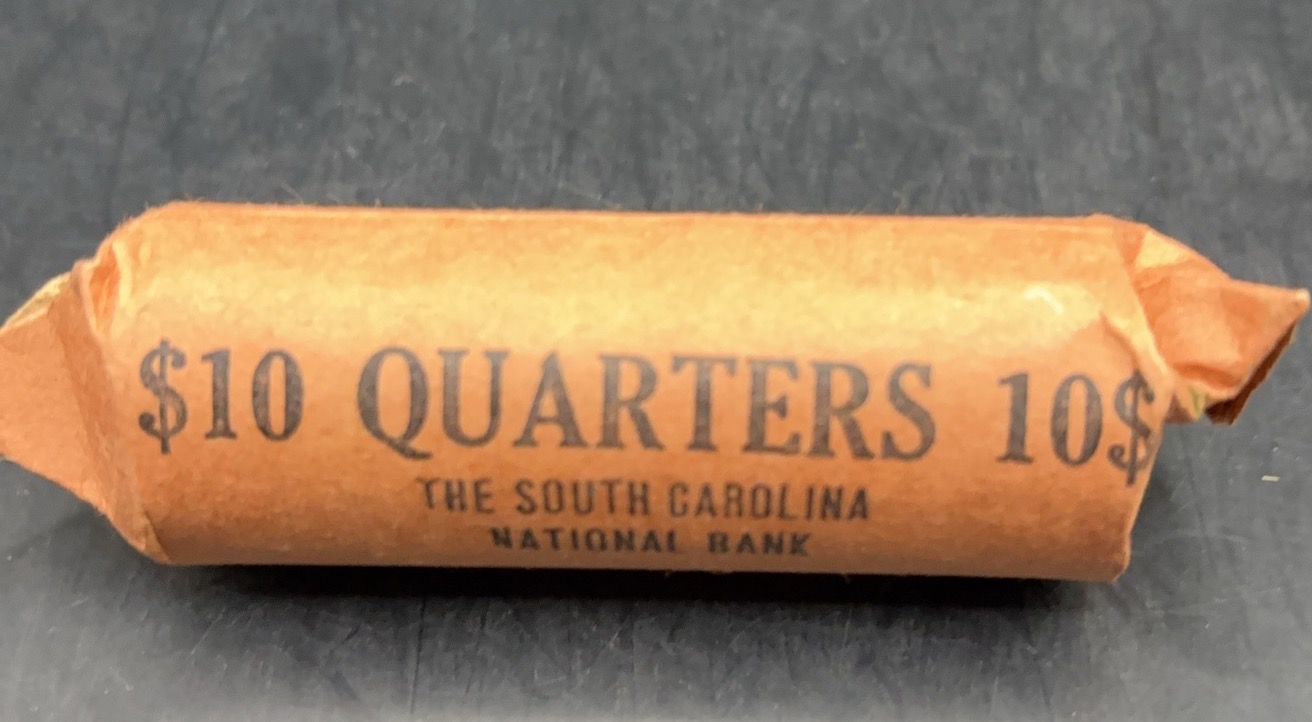 $10 QUARTERS 10$
THE SOUTH CAROLINA
NATIONAL BANK